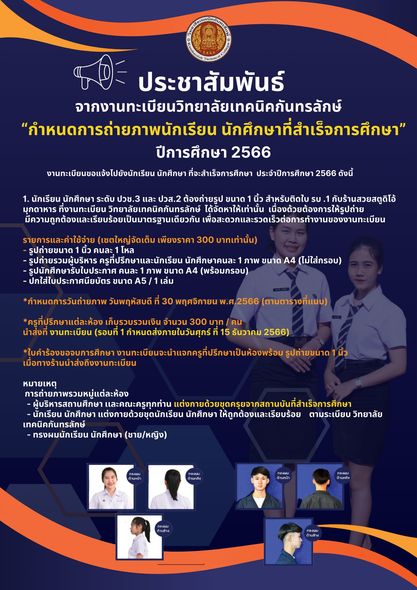 ประชาสัมพันธ์
จากงานทะเบียนวิทยาลัยเทคนิคกันทรลักษ์
“กำหนดการถ่ายภาพนักเรียน นักศึกษาที่สำเร็จการศึกษา”
ปีการศึกษา 2566
งานทะเบียนขอแจ้งไปยังนักเรียน นักศึกษา ที่จะสำเร็จการศึกษา ประจำปีการศึกษา 2566 ดังนี้
1. นักเรียน นักศึกษา ระดับ ปวช.3 และ ปวส.2 ต้องถ่ายรูป ขนาด 1 นิ้ว สำหรับติดใบ รบ .1 กับร้านสวยสตูดิโอ้
มุกดาหาร ที่งานทะเบียน วิทยาลัยเทคนิคกันทรลักษ์ ได้จัดหาให้เท่านั้น เนื่องด้วยต้องการให้รูปถ่าย
มีความถูกต้องและเรียบร้อยเป็นมาตรฐานเดียวกัน เพื่อสะดวกและรวดเร็วต่อการทำงานของงานทะเบียน
รายการและค่าใช้จ่าย (เซตใหญ่จัดเต็ม เพียงราคา 300 บาทเท่านั้น)
- รูปถ่ายขนาด 1 นิ้ว คนละ 1 โหล
- รูปถ่ายรวมผู้บริหาร ครูที่ปรึกษาและนักเรียน นักศึกษาคนละ 1 ภาพ ขนาด A4 (ไม่ใส่กรอบ)
- รูปนักศึกษารับใบประกาศ คนละ 1 ภาพ ขนาด A4 (พร้อมกรอบ)
- ปกใส่ใบประกาศนียบัตร ขนาด A5 / 1 เล่ม
*กำหนดการวันถ่ายภาพ วันพฤหัสบดี ที่ 30 พฤศจิกายน พ.ศ.2566 (ตามตารางที่แนบ)
*ครูที่ปรึกษาแต่ละห้อง เก็บรวบรวมเงิน จำนวน 300 บาท / คน
นำส่งที่ งานทะเบียน (รอบที่ 1 กำหนดส่งภายในวันศุกร์ ที่ 15 ธันวาคม 2566)
*ใบคำร้องขอจบการศึกษา งานทะเบียนจะนำแจกครูที่ปรึกษาเป็นห้องพร้อม รูปถ่ายขนาด 1 นิ้ว
เมื่อทางร้านนำส่งถึงงานทะเบียน
หมายเหตุ
การถ่ายภาพรวมหมู่แต่ละห้อง
- ผู้บริหารสถานศึกษา และคณะครูทุกท่าน แต่งกายด้วยชุดครุยจากสถานบันที่สำเร็จการศึกษา
- นักเรียน นักศึกษา แต่งกายด้วยชุดนักเรียน นักศึกษา ให้ถูกต้องและเรียบร้อย ตามระเบียบ วิทยาลัย
เทคนิคกันทรลักษ์
- ทรงผมนักเรียน นักศึกษา (ชาย/หญิง)